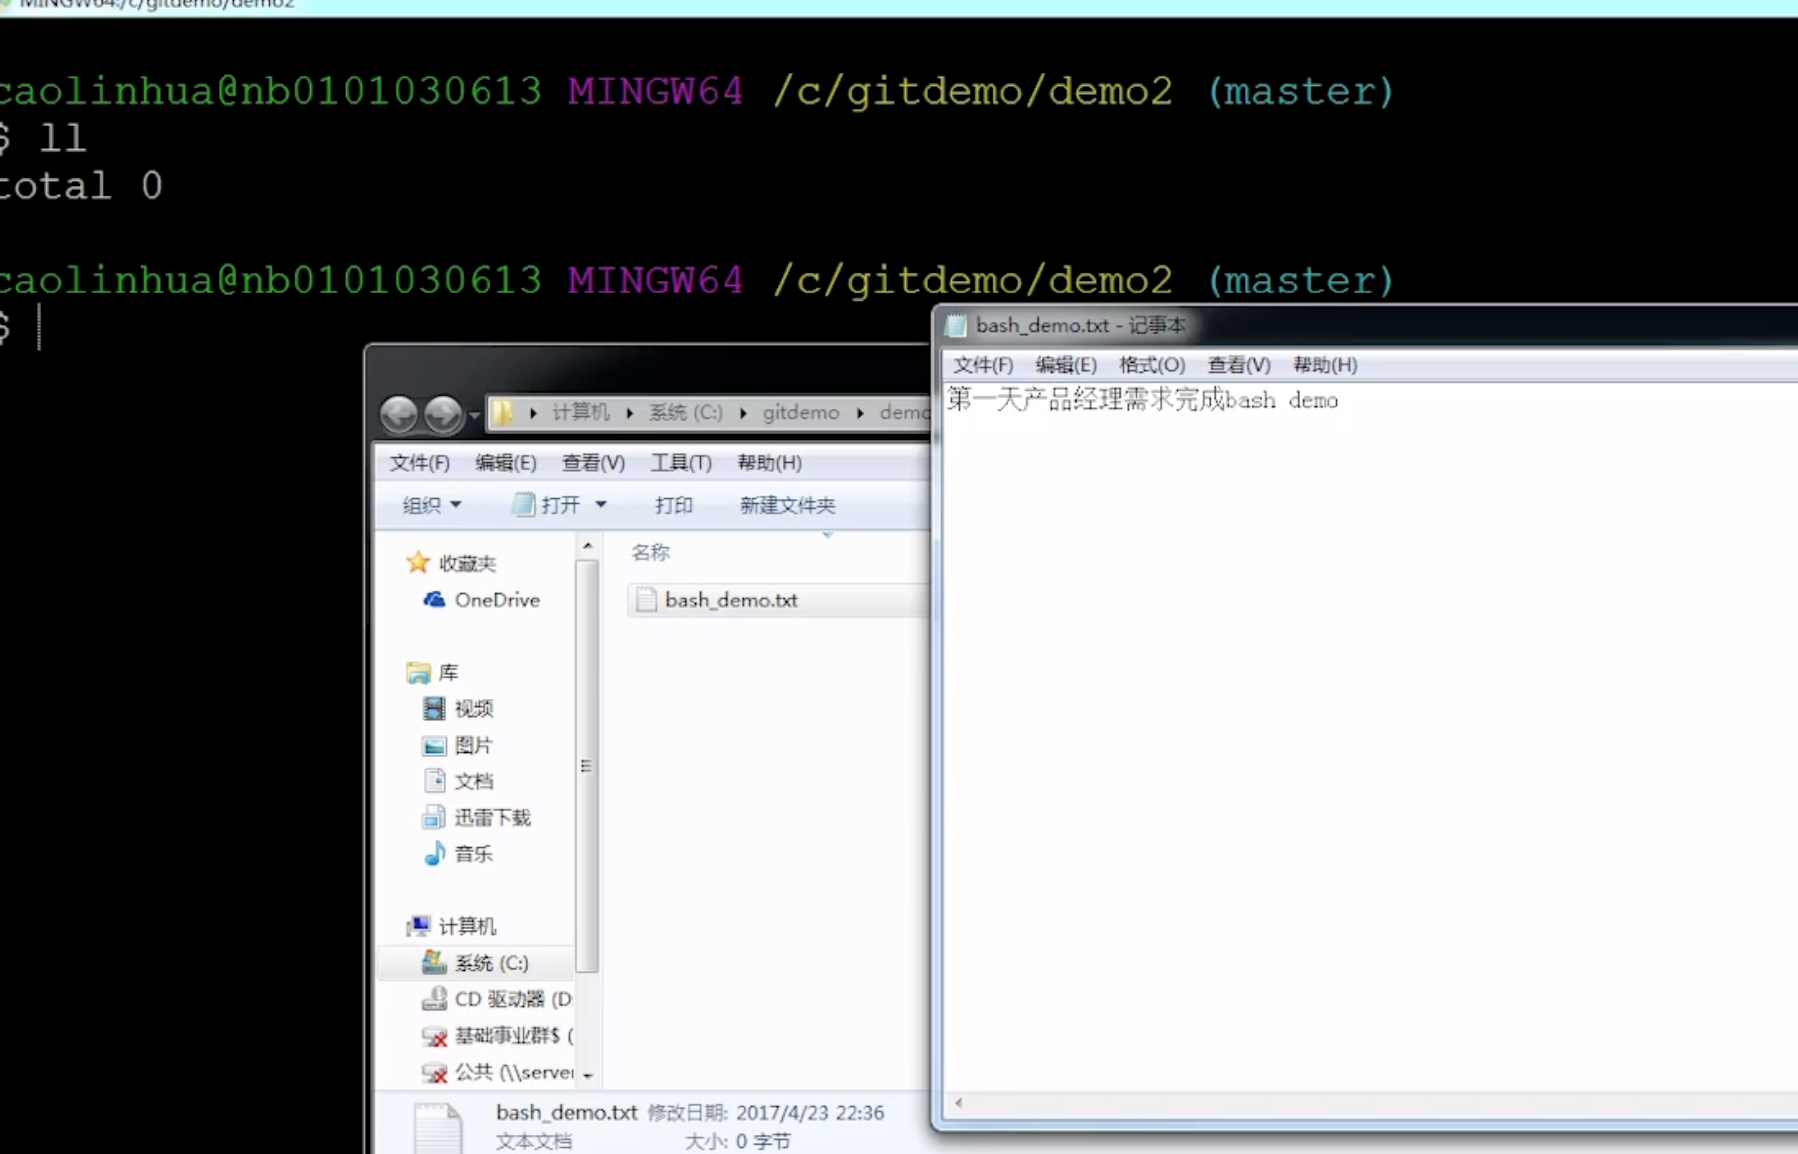 MINGW64:/c/gitdemo/demo2
caolinhua@nb0101030613 MINGW64 /c/gitdemo/demo2 (master)
$ ll
total 0
caolinhua@nb0101030613 MINGW64 /c/gitdemo/demo2 (master)
$
bash_demo.txt - 记事本
文件(F) 编辑(E) 格式(O) 查看(V) 帮助(H)
第一天产品经理需求完成bash demo
计算机 系统 (C:) gitdemo demo
文件(F) 编辑(E) 查看(V) 工具(T) 帮助(H)
组织 打开 打印 新建文件夹
收藏夹
OneDrive
库
视频
图片
文档
迅雷下载
音乐
计算机
系统 (C:)
CD 驱动器 (D
基础事业群$ (
公共 (\\server
名称
bash_demo.txt
bash_demo.txt 修改日期: 2017/4/23 22:36
文本文档 大小: 0 字节